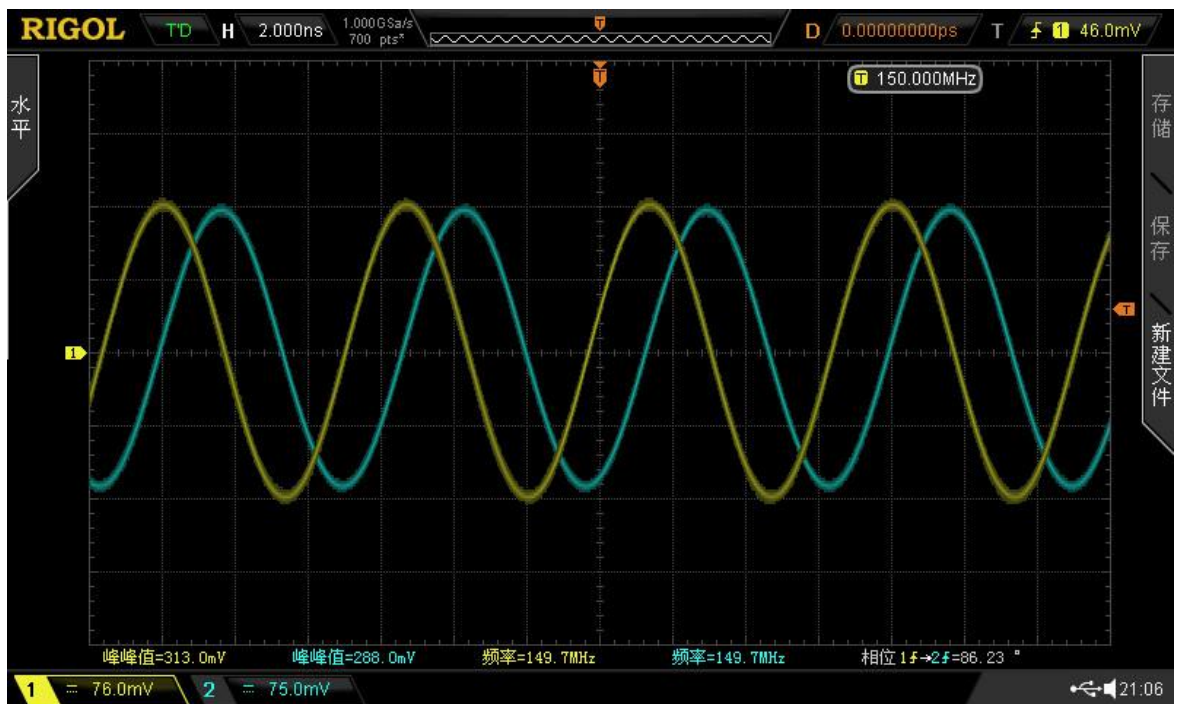 RIGOL T'D H 2.000ns 1.000GSa/s 700 pts* D 0.00000000ps T 1 46.0mV
T 150.000MHz
水平
存储
保存
新建文件
T
T
T
1
峰峰值=313.0mV 峰峰值=288.0mV 频率=149.7MHz 频率=149.7MHz 相位1→2=86.23 °
1 = 76.0mV 2 = 75.0mV 21:06